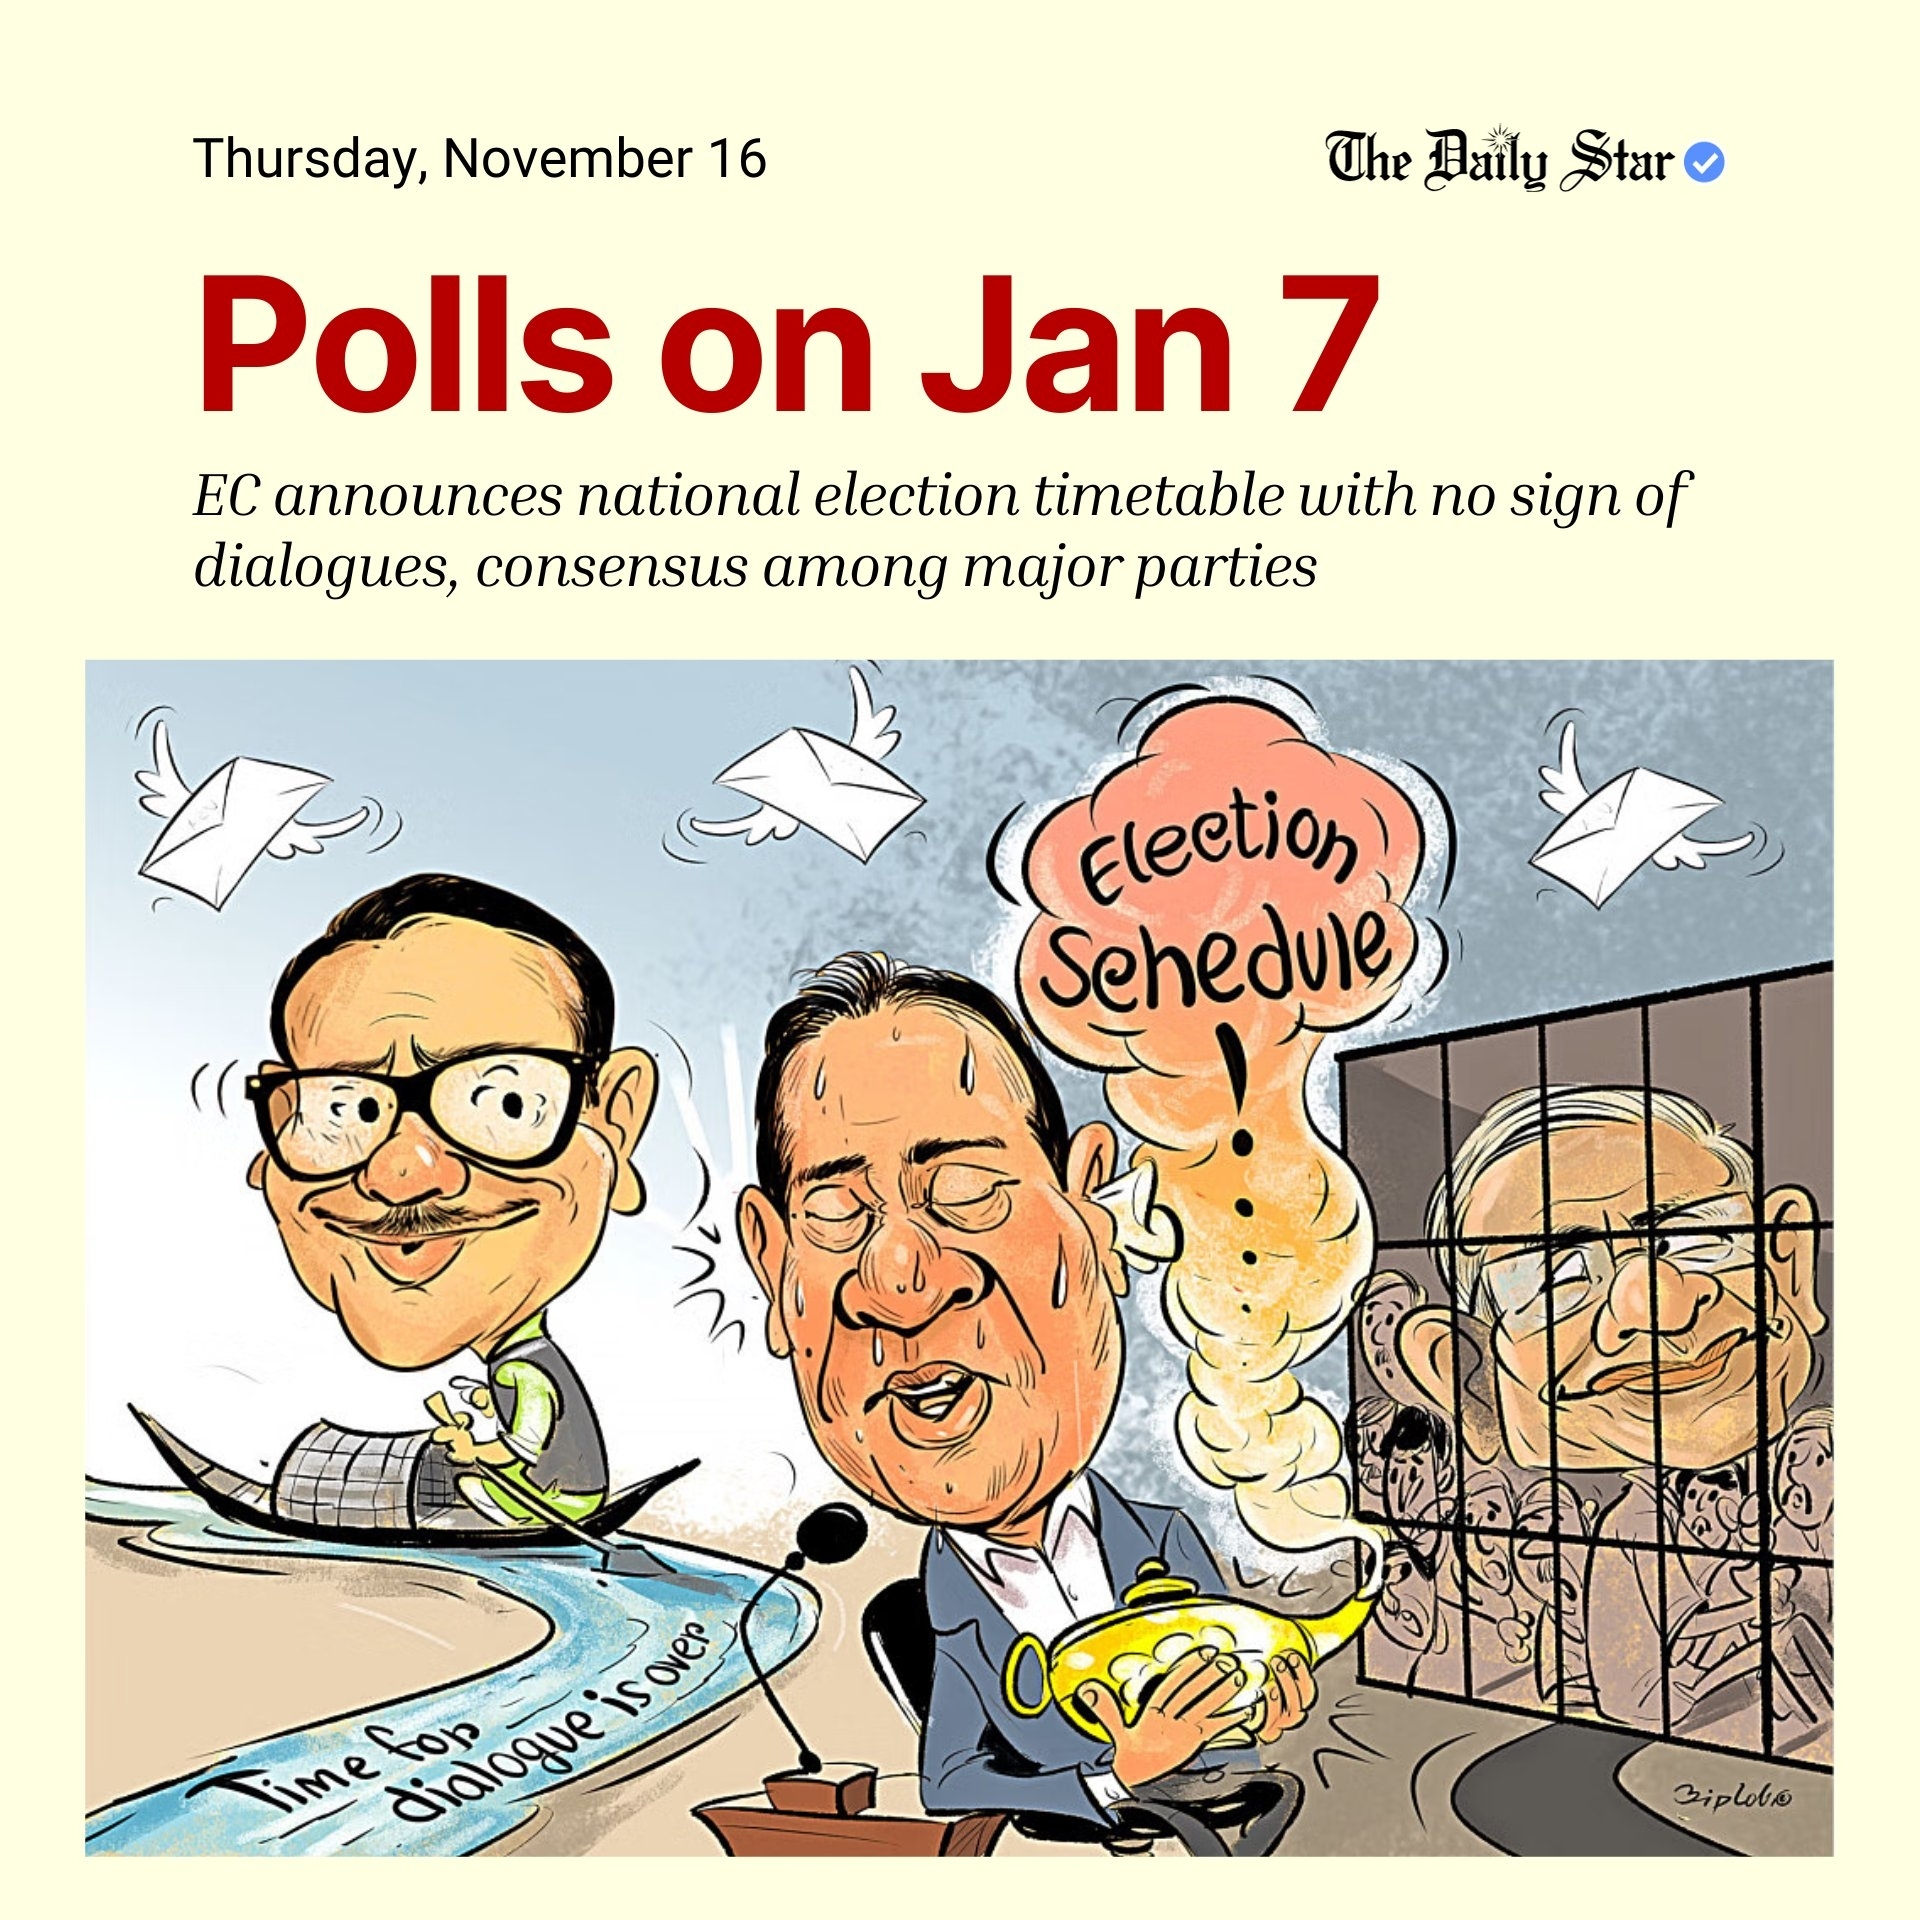 Thursday, November 16
The Daily Star
Polls on Jan 7
EC announces national election timetable with no sign of
dialogues, consensus among major parties
Election
Schedule
!
Time for
dialogue is over
Biplob©